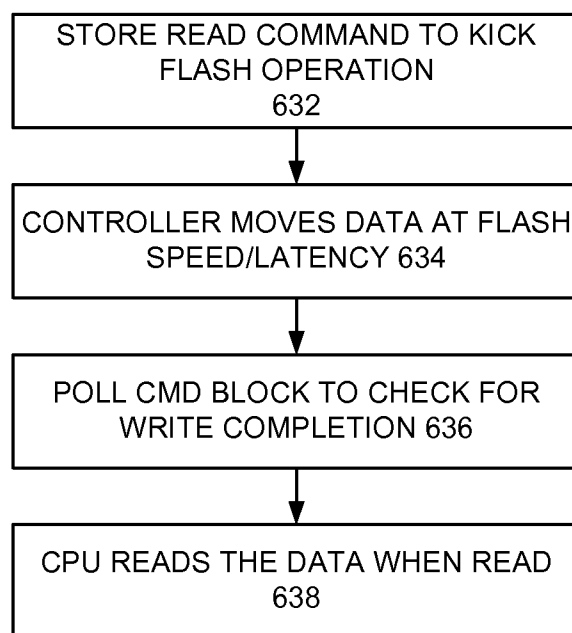 STORE READ COMMAND TO KICK
FLASH OPERATION
632
CONTROLLER MOVES DATA AT FLASH
SPEED/LATENCY 634
POLL CMD BLOCK TO CHECK FOR
WRITE COMPLETION 636
CPU READS THE DATA WHEN READ
638